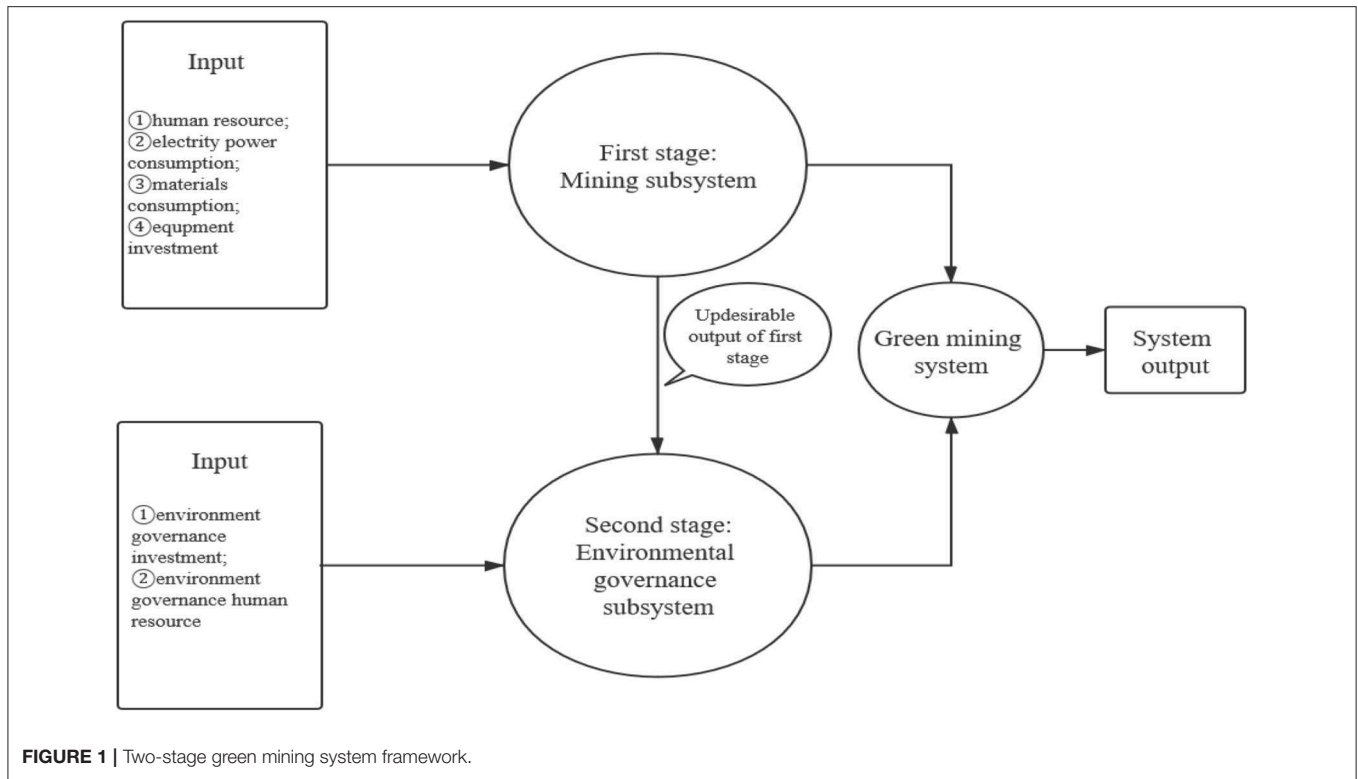 Input
①human resource;
②electrity power
consumption;
③materials
consumption;
④equpment
investment
First stage:
Mining subsystem
Updesirable
output of first
stage
Green mining
system
System
output
Input
①environment
governance
investment;
②environment
governance human
resource
Second stage:
Environmental
governance
subsystem
FIGURE 1 | Two-stage green mining system framework.